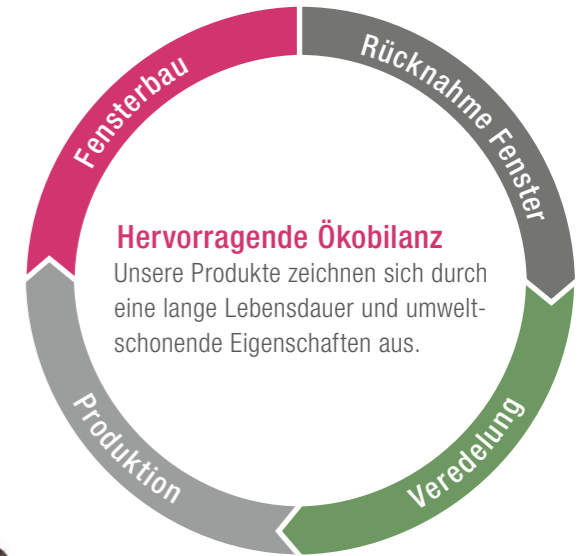 Fensterbau
Rücknahme Fenster
Hervorragende Ökobilanz
Unsere Produkte zeichnen sich durch
eine lange Lebensdauer und umwelt-
schonende Eigenschaften aus.
Produktion
Veredelung